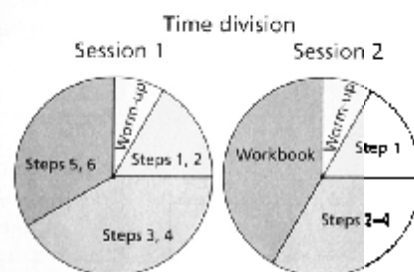 Time division
Session 1
Session 2
Warm-up
Steps 1, 2
Steps 3, 4
Steps 5, 6
Warm-up
Step 1
Steps 2–4
Workbook